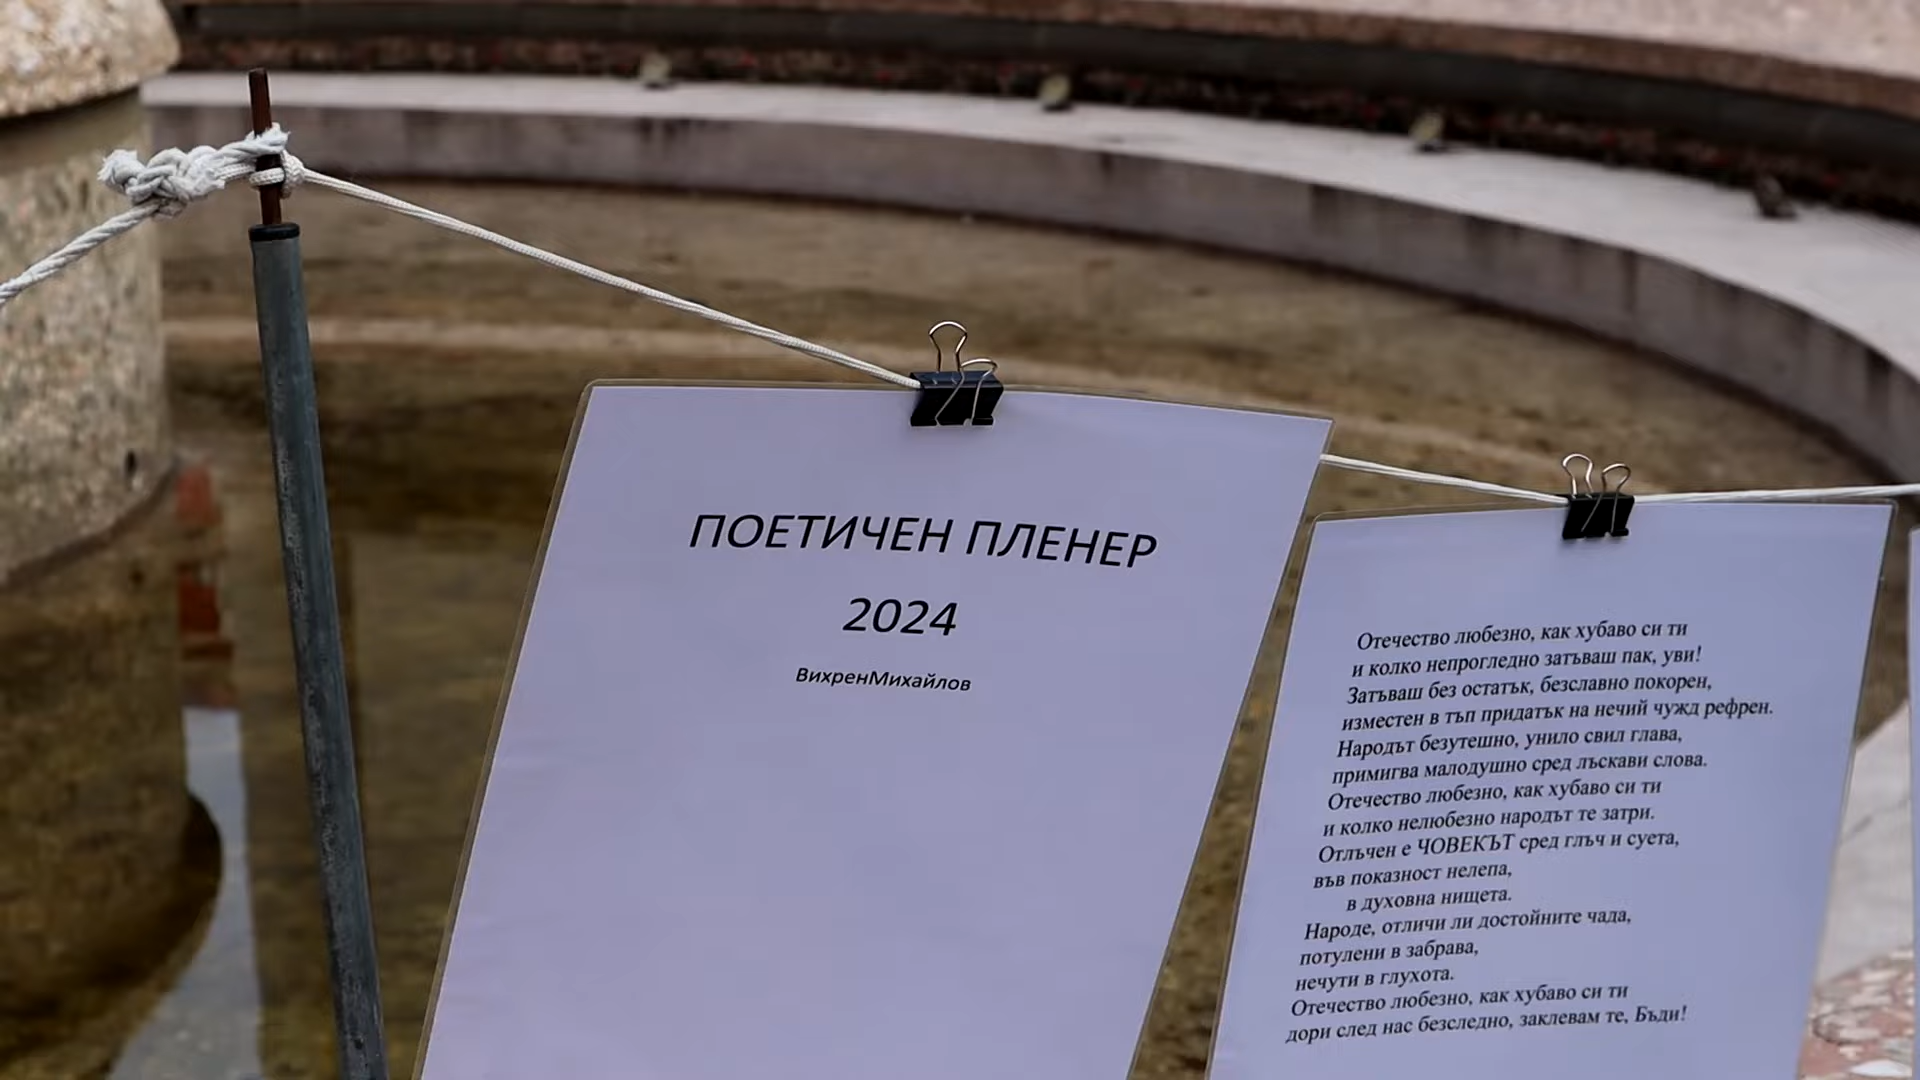 ПОЕТИЧЕН ПЛЕНЕР
2024
ВихренМихайлов
Отечество любезно, как хубаво си ти
и колко непрогледно затъваш пак, уви!
Затъваш без остатък, безславно покорен,
изместен в тъп придатък на нечий чужд рефрен.
Народът безутешно, унило свил глава,
примигва малодушно сред лъскави слова.
Отечество любезно, как хубаво си ти
и колко нелюбезно народът те затри.
Отлъчен е ЧОВЕКЪТ сред глъч и суета,
във показност нелепа,
в духовна нищета.
Народе, отличи ли достойните чада,
потулени в забрава,
нечути в глухота.
Отечество любезно, как хубаво си ти
дори след нас безследно, заклевам те, Бъди!